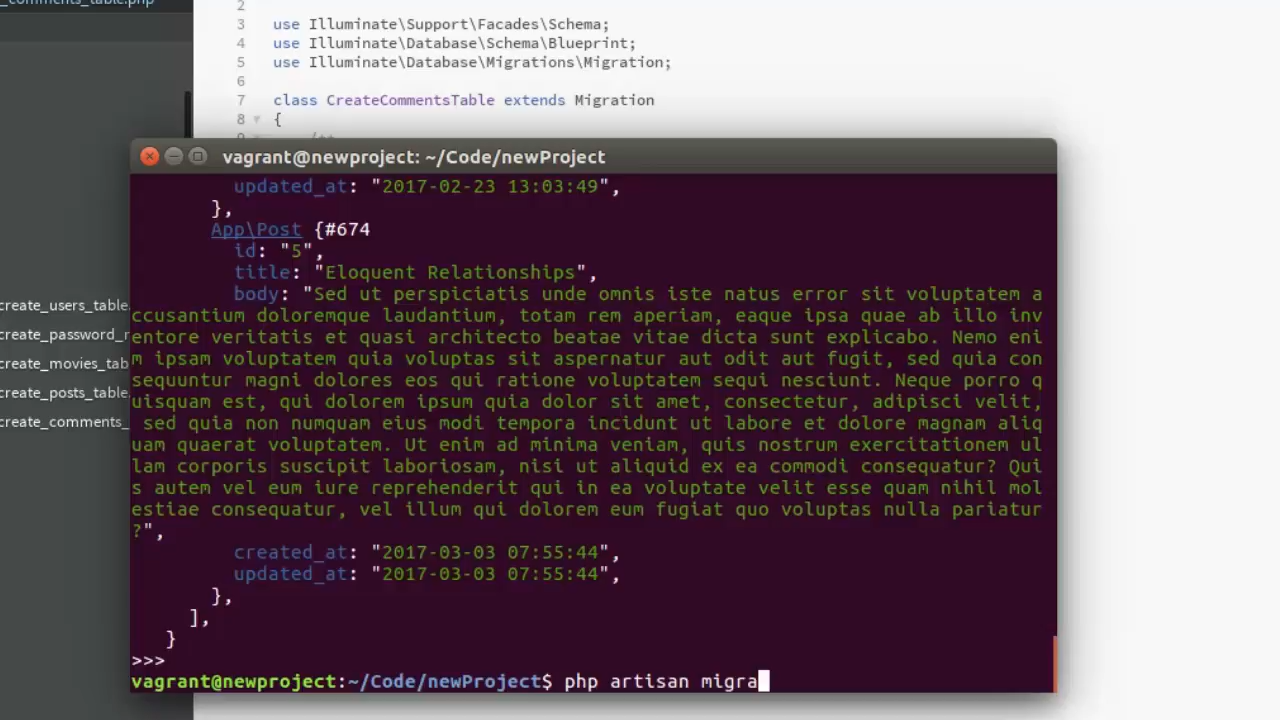 _comments_table.php
2
3 use Illuminate\Support\Facades\Schema;
4 use Illuminate\Database\Schema\Blueprint;
5 use Illuminate\Database\Migrations\Migration;
6
7 class CreateCommentsTable extends Migration
8 {
9 /**
vagrant@newproject: ~/Code/newProject
updated_at: "2017-02-23 13:03:49",
},
App\Post {#674
id: "5",
title: "Eloquent Relationships",
body: "Sed ut perspiciatis unde omnis iste natus error sit voluptatem a
ccusantium doloremque laudantium, totam rem aperiam, eaque ipsa quae ab illo inv
entore veritatis et quasi architecto beatae vitae dicta sunt explicabo. Nemo eni
m ipsam voluptatem quia voluptas sit aspernatur aut odit aut fugit, sed quia con
sequuntur magni dolores eos qui ratione voluptatem sequi nesciunt. Neque porro q
uisquam est, qui dolorem ipsum quia dolor sit amet, consectetur, adipisci velit,
sed quia non numquam eius modi tempora incidunt ut labore et dolore magnam aliq
uam quaerat voluptatem. Ut enim ad minima veniam, quis nostrum exercitationem ul
lam corporis suscipit laboriosam, nisi ut aliquid ex ea commodi consequatur? Qui
s autem vel eum iure reprehenderit qui in ea voluptate velit esse quam nihil mol
estiae consequatur, vel illum qui dolorem eum fugiat quo voluptas nulla pariatur
?",
created_at: "2017-03-03 07:55:44",
updated_at: "2017-03-03 07:55:44",
},
],
}
>>>
vagrant@newproject:~/Code/newProject$ php artisan migra
create_users_table.
create_password_r
create_movies_tab
create_posts_table.
create_comments_